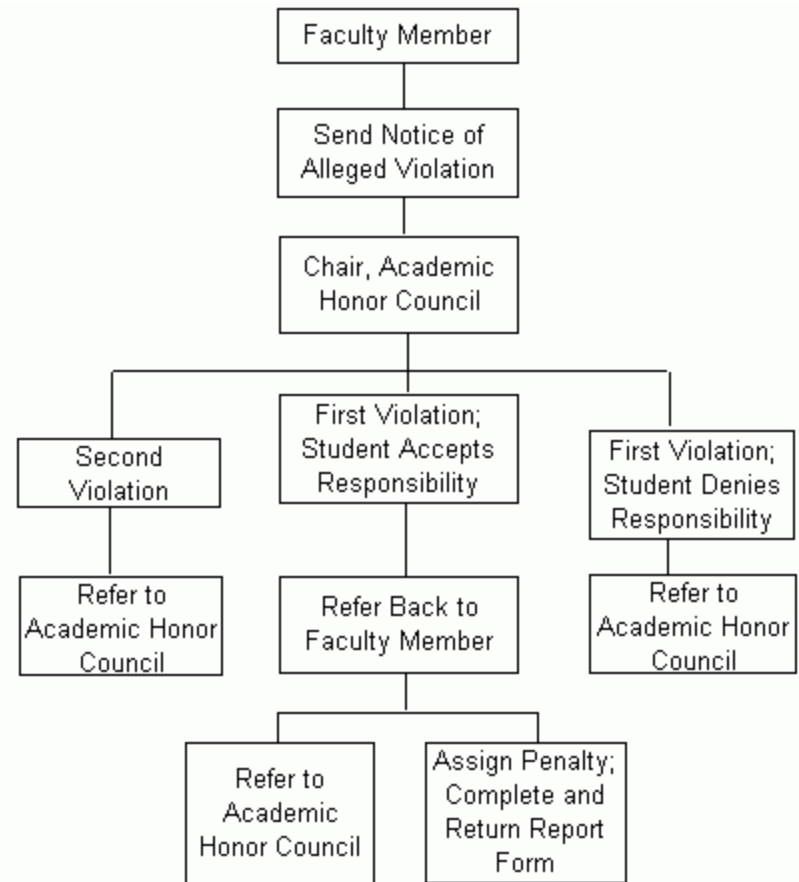 Faculty Member
Send Notice of
Alleged Violation
Chair, Academic
Honor Council
Second
Violation
First Violation;
Student Accepts
Responsibility
First Violation;
Student Denies
Responsibility
Refer to
Academic Honor
Council
Refer Back to
Faculty Member
Refer to
Academic Honor
Council
Refer to
Academic
Honor Council
Assign Penalty;
Complete and
Return Report
Form